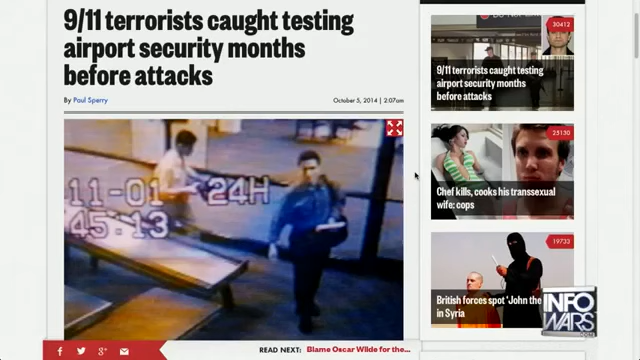 9/11 terrorists caught testing
airport security months
before attacks
By Paul Sperry
October 5, 2014 | 2:07am
11-01 24H
45:13
30412
9/11 terrorists caught testing
airport security months
before attacks
25130
Chef kills, cooks his transsexual
wife: cops
19733
British forces spot 'John the
in Syria
INFO
WARS
f
g+
READ NEXT: Blame Oscar Wilde for the...